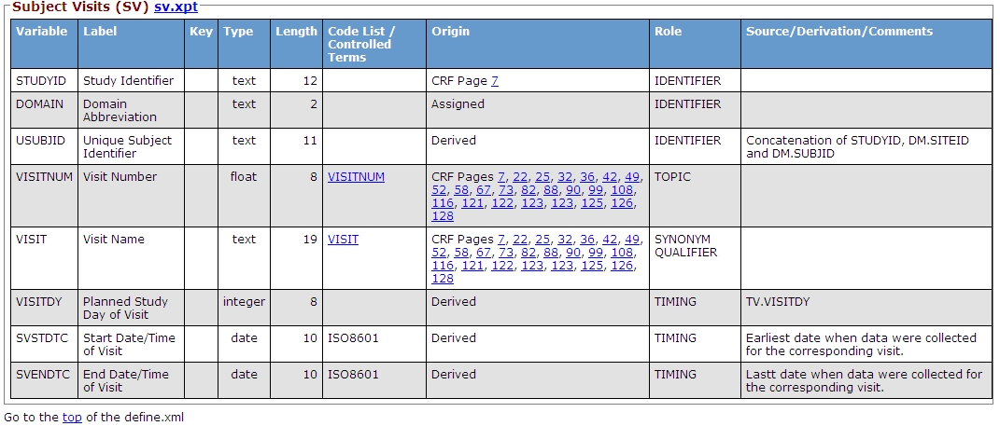 Subject Visits (SV) sv.xpt
Variable Label Key Type Length Code List / Controlled Terms Origin Role Source/Derivation/Comments
STUDYID Study Identifier text 12 CRF Page 7 IDENTIFIER
DOMAIN Domain Abbreviation text 2 Assigned IDENTIFIER
USUBJID Unique Subject Identifier text 11 Derived IDENTIFIER Concatenation of STUDYID, DM.SITEID and DM.SUBJID
VISITNUM Visit Number float 8 VISITNUM CRF Pages 7, 22, 25, 32, 36, 42, 49, 52, 58, 67, 73, 82, 88, 90, 99, 108, 116, 121, 122, 123, 123, 125, 126, 128 TOPIC
VISIT Visit Name text 19 VISIT CRF Pages 7, 22, 25, 32, 36, 42, 49, 52, 58, 67, 73, 82, 88, 90, 99, 108, 116, 121, 122, 123, 123, 125, 126, 128 SYNONYM QUALIFIER
VISITDY Planned Study Day of Visit integer 8 Derived TIMING TV.VISITDY
SVSTDTC Start Date/Time of Visit date 10 ISO8601 Derived TIMING Earliest date when data were collected for the corresponding visit.
SVENDTC End Date/Time of Visit date 10 ISO8601 Derived TIMING Lastt date when data were collected for the corresponding visit.
Go to the top of the define.xml